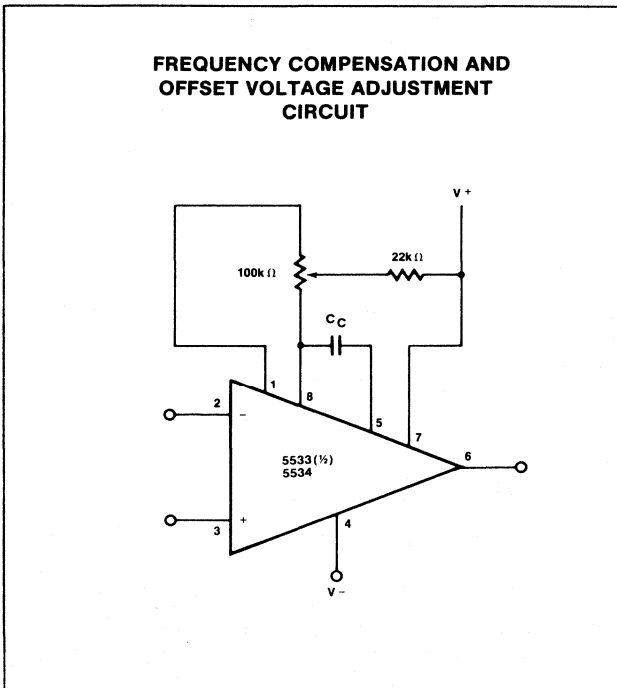 FREQUENCY COMPENSATION AND
OFFSET VOLTAGE ADJUSTMENT
CIRCUIT
V +
22kΩ
100kΩ
CC
1
8
5
7
2
−
5533(½)
5534
6
3
+
4
V −